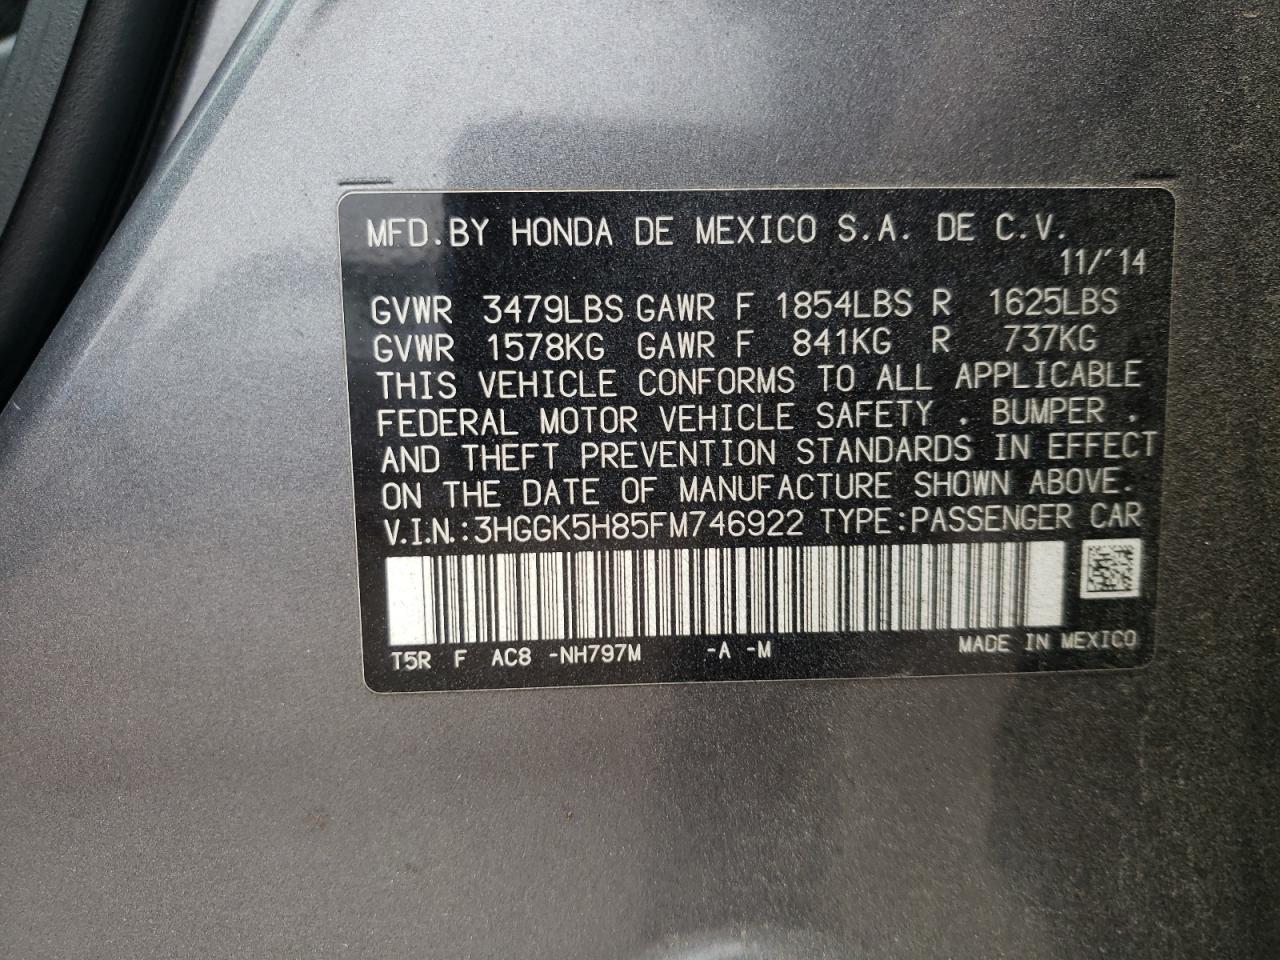 MFD.BY HONDA DE MEXICO S.A. DE C.V.
11/'14
GVWR 3479LBS GAWR F 1854LBS R 1625LBS
GVWR 1578KG GAWR F 841KG R 737KG
THIS VEHICLE CONFORMS TO ALL APPLICABLE
FEDERAL MOTOR VEHICLE SAFETY , BUMPER ,
AND THEFT PREVENTION STANDARDS IN EFFECT
ON THE DATE OF MANUFACTURE SHOWN ABOVE.
V.I.N.:3HGGK5H85FM746922 TYPE:PASSENGER CAR
T5R F AC8 -NH797M -A -M MADE IN MEXICO